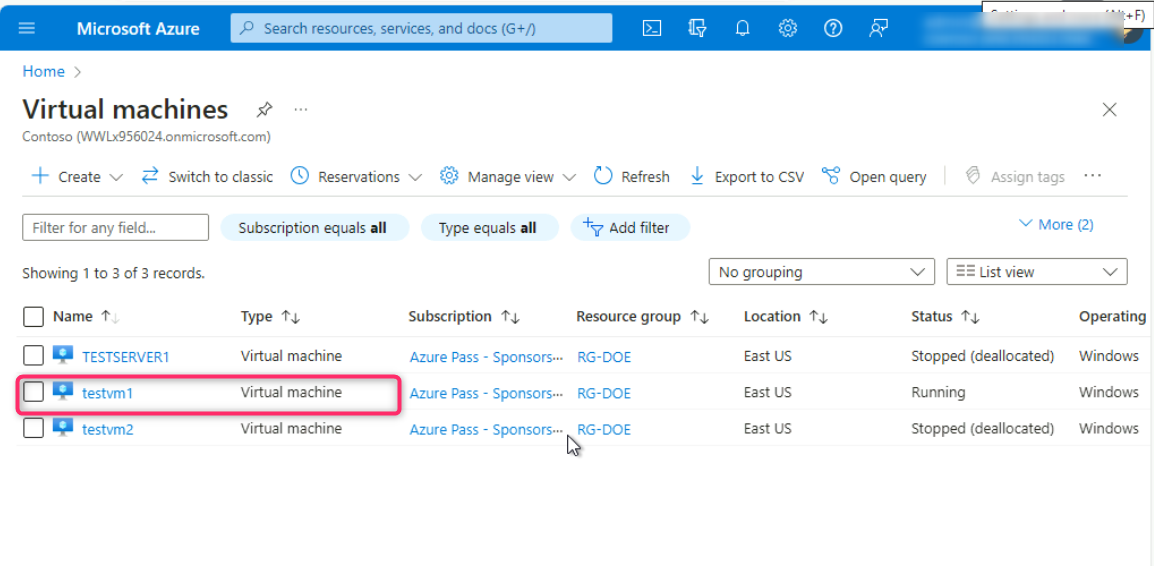 Microsoft Azure Search resources, services, and docs (G+/)
Home
Virtual machines ...
Contoso (WWLx956024.onmicrosoft.com)
Create Switch to classic Reservations Manage view Refresh Export to CSV Open query Assign tags ...
Filter for any field... Subscription equals all Type equals all Add filter More (2)
Showing 1 to 3 of 3 records. No grouping List view
Name Type Subscription Resource group Location Status Operating
TESTSERVER1 Virtual machine Azure Pass - Sponsors... RG-DOE East US Stopped (deallocated) Windows
testvm1 Virtual machine Azure Pass - Sponsors... RG-DOE East US Running Windows
testvm2 Virtual machine Azure Pass - Sponsors... RG-DOE East US Stopped (deallocated) Windows